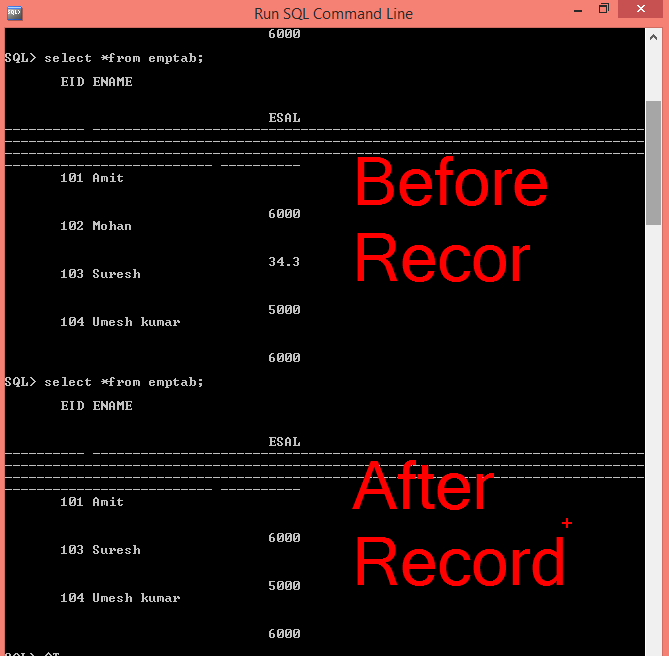 SQL>
Run SQL Command Line
6000
SQL> select *from emptab;
EID ENAME
ESAL
101 Amit
6000
102 Mohan
34.3
103 Suresh
5000
104 Umesh kumar
6000
Before
Recor
SQL> select *from emptab;
EID ENAME
ESAL
101 Amit
6000
103 Suresh
5000
104 Umesh kumar
6000
After
Record
SQL>